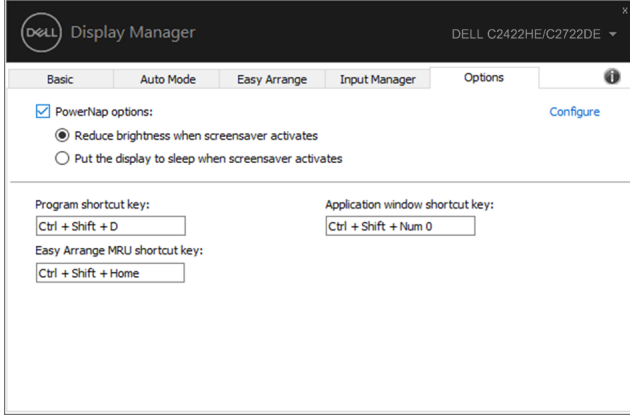 x
DELL Display Manager
DELL C2422HE/C2722DE
Basic Auto Mode Easy Arrange Input Manager Options i
PowerNap options: Configure
Reduce brightness when screensaver activates
Put the display to sleep when screensaver activates
Program shortcut key: Application window shortcut key:
Ctrl + Shift + D Ctrl + Shift + Num 0
Easy Arrange MRU shortcut key:
Ctrl + Shift + Home